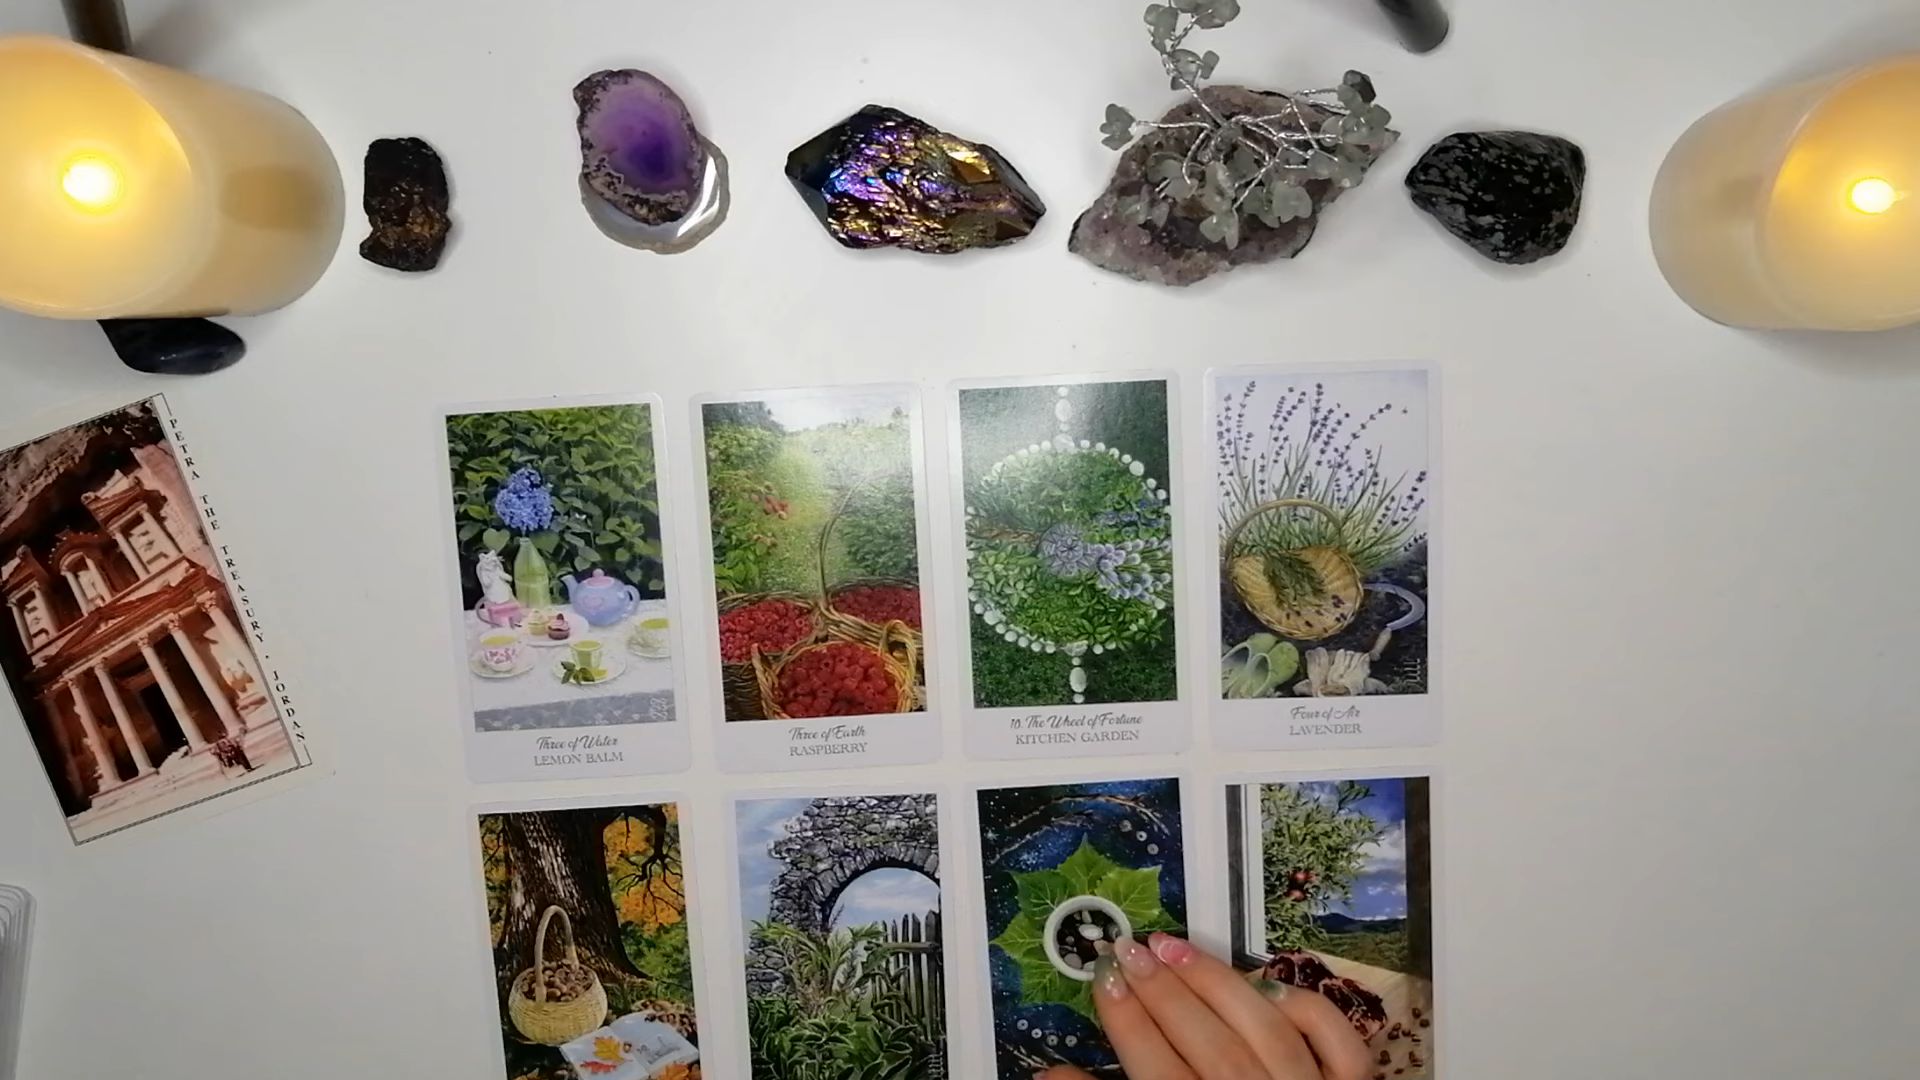 PETRA THE TREASURY. JORDAN
Three of Water
LEMON BALM
Three of Earth
RASPBERRY
10. The Wheel of Fortune
KITCHEN GARDEN
Four of Air
LAVENDER